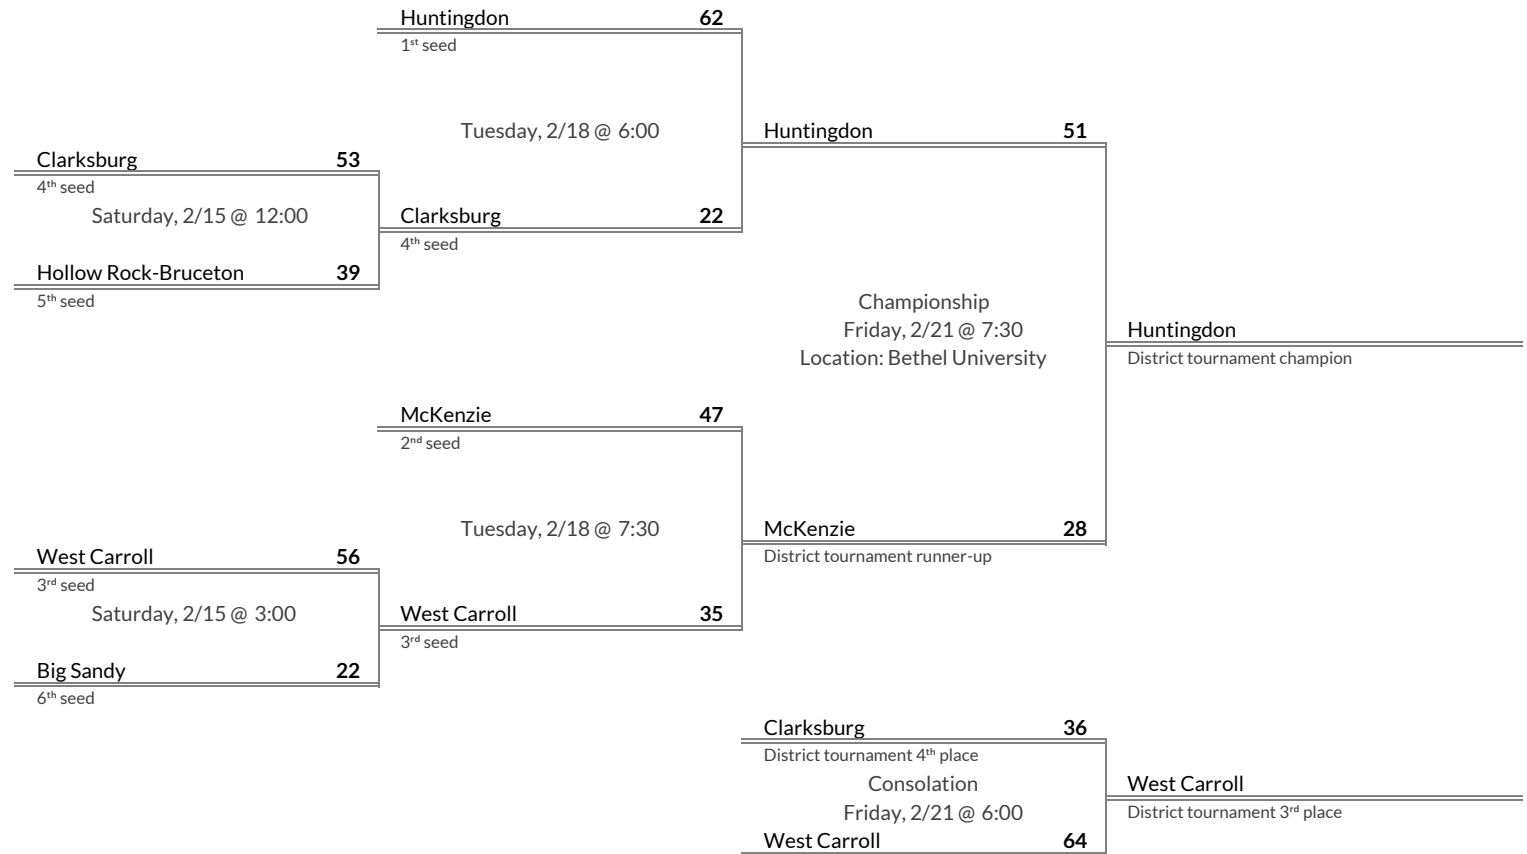 Huntingdon 62
1st seed
Tuesday, 2/18 @ 6:00
Huntingdon 51
Clarksburg 53
4th seed
Saturday, 2/15 @ 12:00
Clarksburg 22
4th seed
Hollow Rock-Bruceton 39
5th seed
Championship
Friday, 2/21 @ 7:30
Location: Bethel University
Huntingdon
District tournament champion
McKenzie 47
2nd seed
Tuesday, 2/18 @ 7:30
McKenzie 28
District tournament runner-up
West Carroll 56
3rd seed
Saturday, 2/15 @ 3:00
West Carroll 35
3rd seed
Big Sandy 22
6th seed
Clarksburg 36
District tournament 4th place
Consolation
Friday, 2/21 @ 6:00
West Carroll
District tournament 3rd place
West Carroll 64